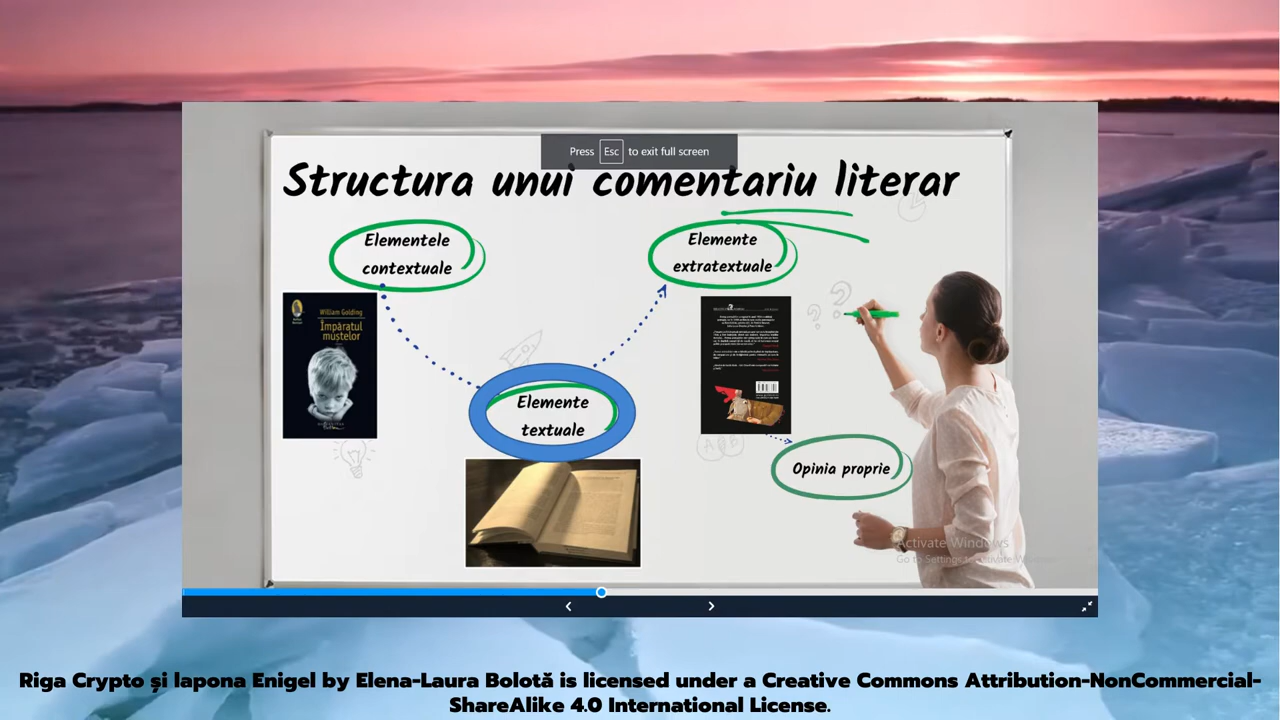 Press Esc to exit full screen
Structura unui comentariu literar
Elementele
contextuale
Elemente
extratextuale
William Golding
Împăratul
muștelor
Elemente
textuale
Opinia proprie
Activate Windows
Go to Settings to activate Windows
Riga Crypto și lapona Enigel by Elena-Laura Bolotă is licensed under a Creative Commons Attribution-NonCommercial-
ShareAlike 4.0 International License.